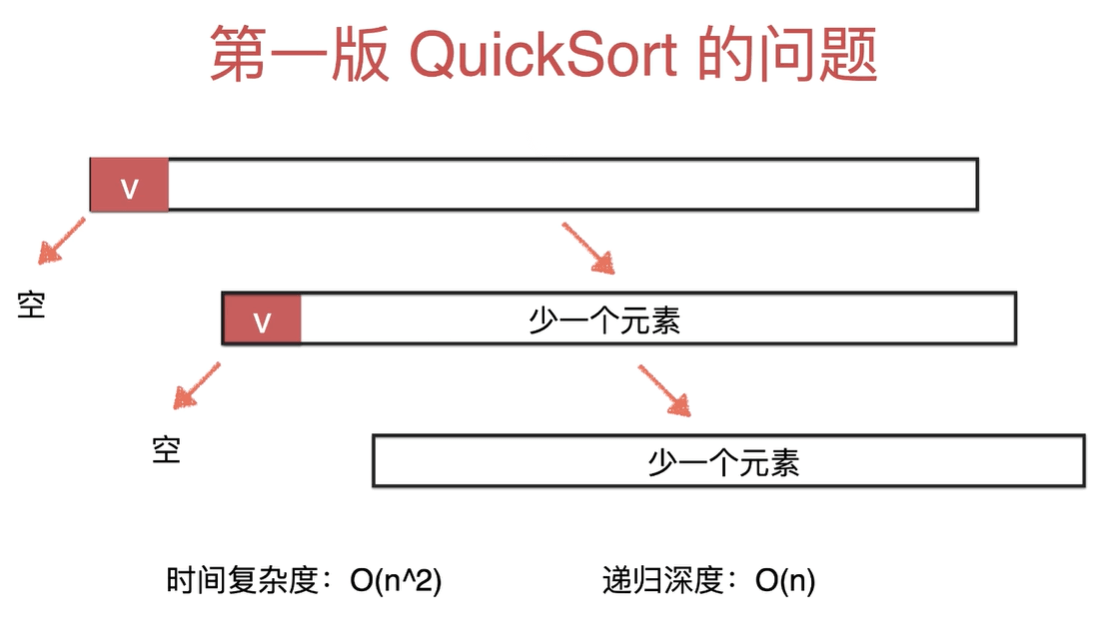 第一版 QuickSort 的问题
v
空
v
少一个元素
空
少一个元素
时间复杂度：O(n^2)
递归深度：O(n)